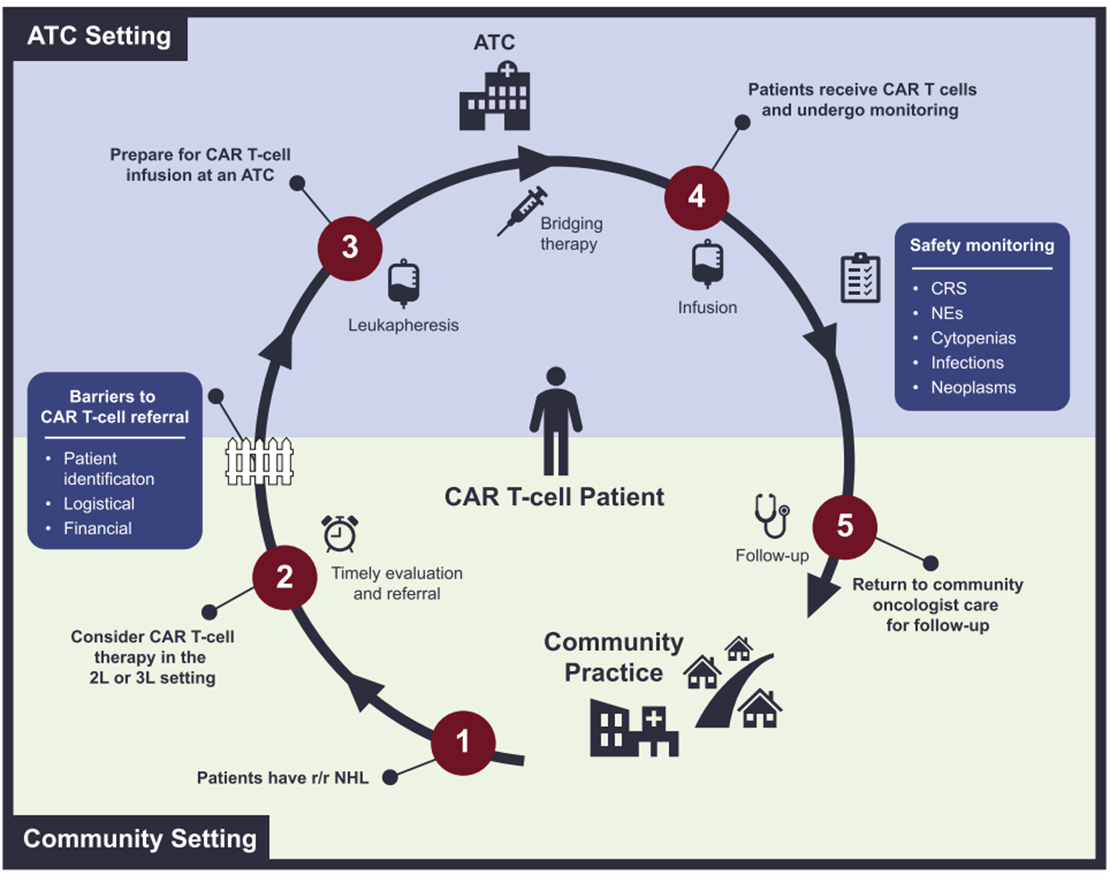 ATC Setting
ATC
Patients receive CAR T cells
and undergo monitoring
Prepare for CAR T-cell
infusion at an ATC
4
3
Bridging
therapy
Leukapheresis
Infusion
Safety monitoring
• CRS
• NEs
• Cytopenias
• Infections
• Neoplasms
Barriers to
CAR T-cell referral
• Patient
identificaton
• Logistical
• Financial
CAR T-cell Patient
5
Follow-up
Return to community
oncologist care
for follow-up
2
Timely evaluation
and referral
Consider CAR T-cell
therapy in the
2L or 3L setting
Community
Practice
1
Patients have r/r NHL
Community Setting